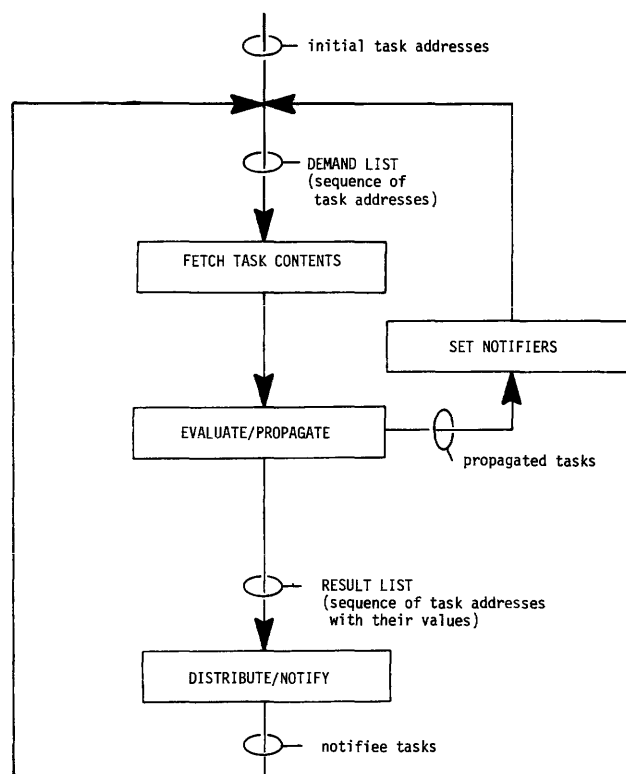 initial task addresses
DEMAND LIST
(sequence of
task addresses)
FETCH TASK CONTENTS
SET NOTIFIERS
EVALUATE/PROPAGATE
propagated tasks
RESULT LIST
(sequence of task addresses
with their values)
DISTRIBUTE/NOTIFY
notifiee tasks